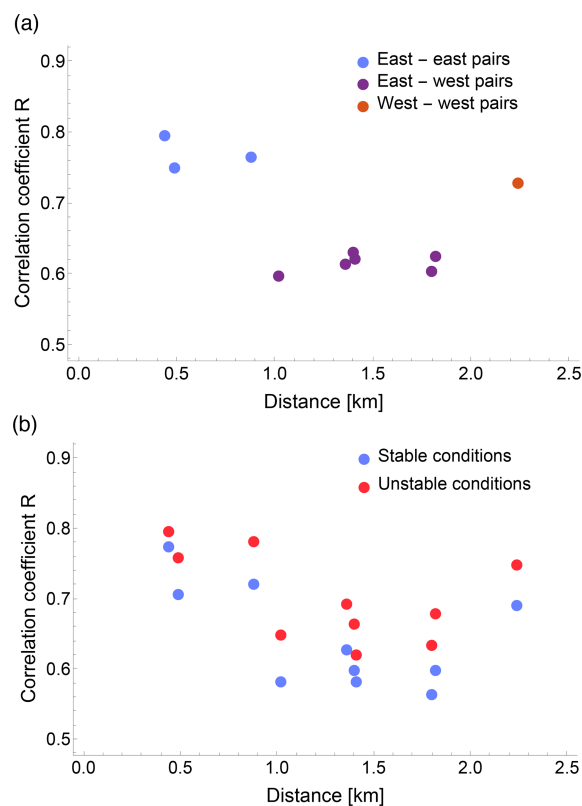 (a)
0.9
0.8
0.7
0.6
0.5
Correlation coefficient R
East – east pairs
East – west pairs
West – west pairs
0.0 0.5 1.0 1.5 2.0 2.5
Distance [km]
(b)
0.9
0.8
0.7
0.6
0.5
Correlation coefficient R
Stable conditions
Unstable conditions
0.0 0.5 1.0 1.5 2.0 2.5
Distance [km]